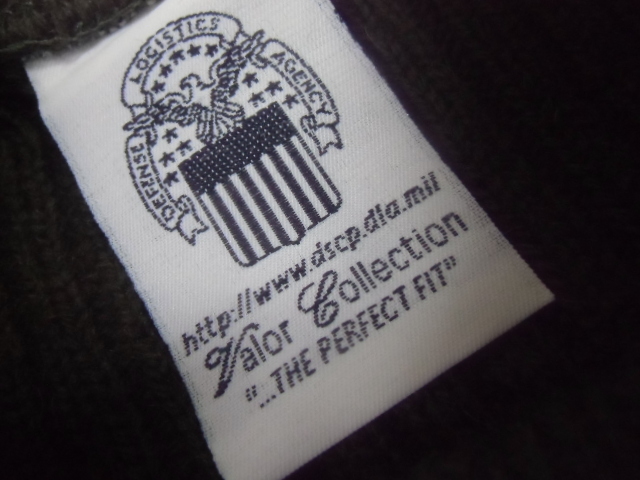 DEFENSE LOGISTICS AGENCY
http://www.dscp.dla.mil
Valor Collection
"...THE PERFECT FIT"